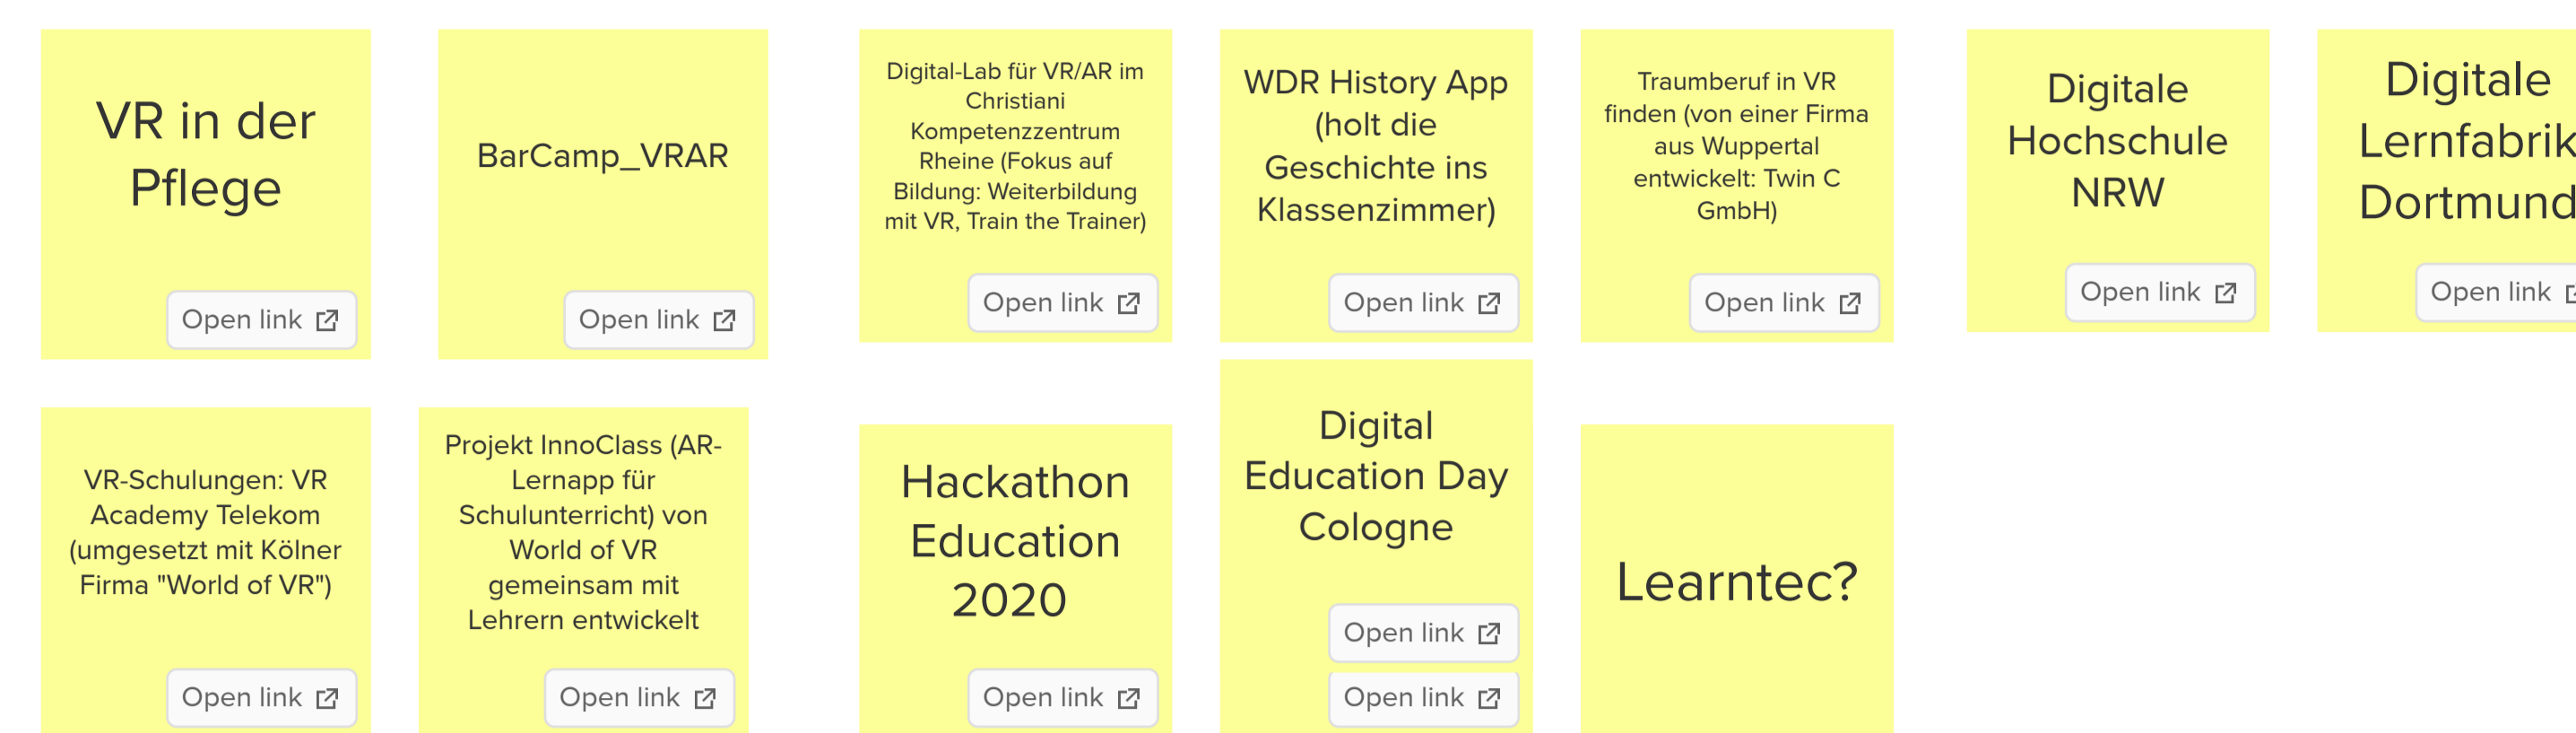 VR in der
Pflege
Open link
BarCamp_VRAR
Open link
Digital-Lab für VR/AR im
Christiani
Kompetenzzentrum
Rheine (Fokus auf
Bildung: Weiterbildung
mit VR, Train the Trainer)
Open link
WDR History App
(holt die
Geschichte ins
Klassenzimmer)
Open link
Traumberuf in VR
finden (von einer Firma
aus Wuppertal
entwickelt: Twin C
GmbH)
Open link
Digitale
Hochschule
NRW
Open link
Digitale
Lernfabrik
Dortmund
Open link
VR-Schulungen: VR
Academy Telekom
(umgesetzt mit Kölner
Firma "World of VR")
Open link
Projekt InnoClass (AR-
Lernapp für
Schulunterricht) von
World of VR
gemeinsam mit
Lehrern entwickelt
Open link
Hackathon
Education
2020
Open link
Digital
Education Day
Cologne
Open link
Open link
Learntec?